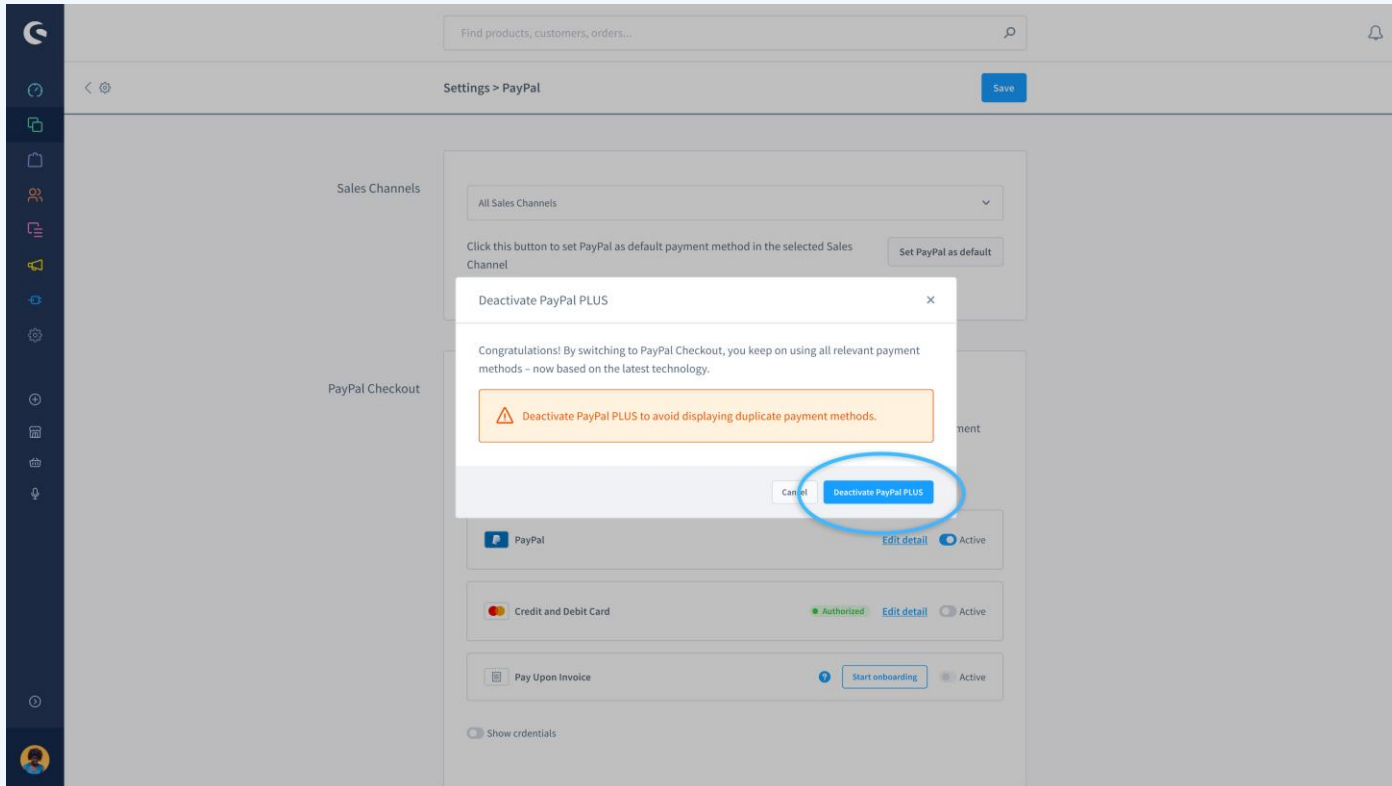 Find products, customers, orders...
Settings > PayPal
Save
Sales Channels
All Sales Channels
Click this button to set PayPal as default payment method in the selected Sales
Channel
Set PayPal as default
Deactivate PayPal PLUS
Congratulations! By switching to PayPal Checkout, you keep on using all relevant payment
methods – now based on the latest technology.
PayPal Checkout
Deactivate PayPal PLUS to avoid displaying duplicate payment methods.
ment
Cancel
Deactivate PayPal PLUS
PayPal
Edit detail
Active
Credit and Debit Card
Authorized
Edit detail
Active
Pay Upon Invoice
?
Start onboarding
Active
Show crdentials